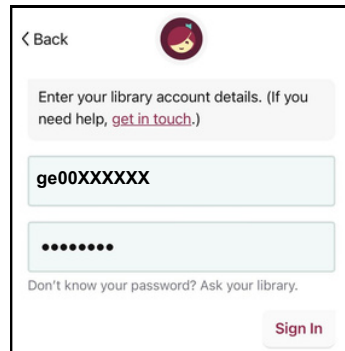 Back
Enter your library account details. (If you
need help, get in touch.)
ge00XXXXXX
••••••••
Don't know your password? Ask your library.
Sign In